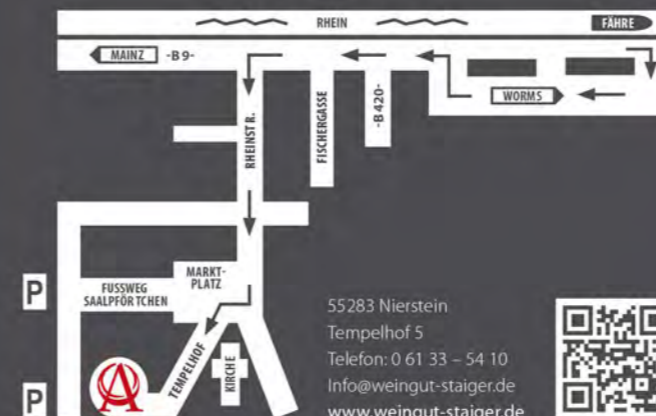 RHEIN
FÄHRE
MAINZ
-B 9-
WORMS
RHEINSTR.
FISCHERGASSE
-B 420-
MARKT-
PLATZ
FUSSWEG
SAALPFÖRTCHEN
P
TEMPELHOF
KIRCHE
P
55283 Nierstein
Tempelhof 5
Telefon: 0 61 33 – 54 10
Info@weingut-staiger.de
www.weingut-staiger.de